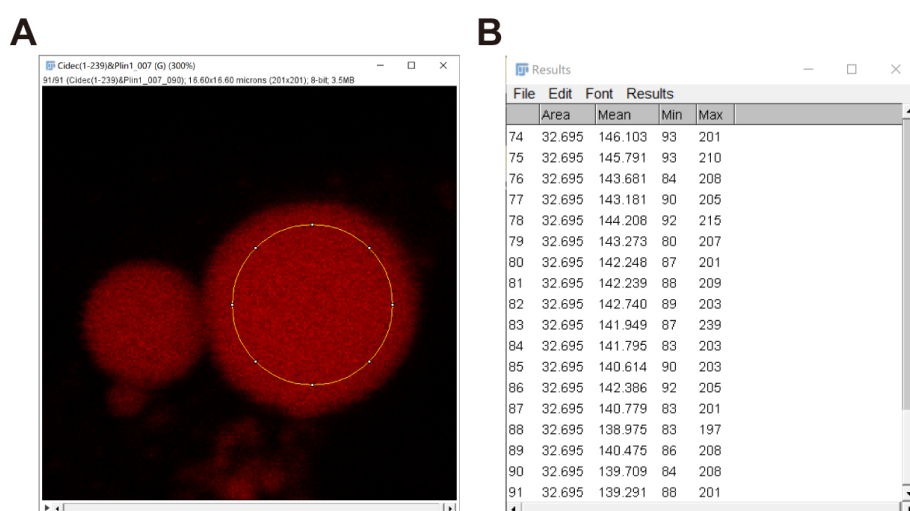 A
Cidec(1-239)&Plin1_007 (G) (300%)
91/91 (Cidec(1-239)&Plin1_007_090); 16.60x16.60 microns (201x201); 8-bit; 3.5MB
B
Results
File Edit Font Results
Area Mean Min Max
74 32.695 146.103 93 201
75 32.695 145.791 93 210
76 32.695 143.681 84 208
77 32.695 143.181 90 205
78 32.695 144.208 92 215
79 32.695 143.273 80 207
80 32.695 142.248 87 201
81 32.695 142.239 88 209
82 32.695 142.740 89 203
83 32.695 141.949 87 239
84 32.695 141.795 83 203
85 32.695 140.614 90 203
86 32.695 142.386 92 205
87 32.695 140.779 83 201
88 32.695 138.975 83 197
89 32.695 140.475 86 208
90 32.695 139.709 84 208
91 32.695 139.291 88 201